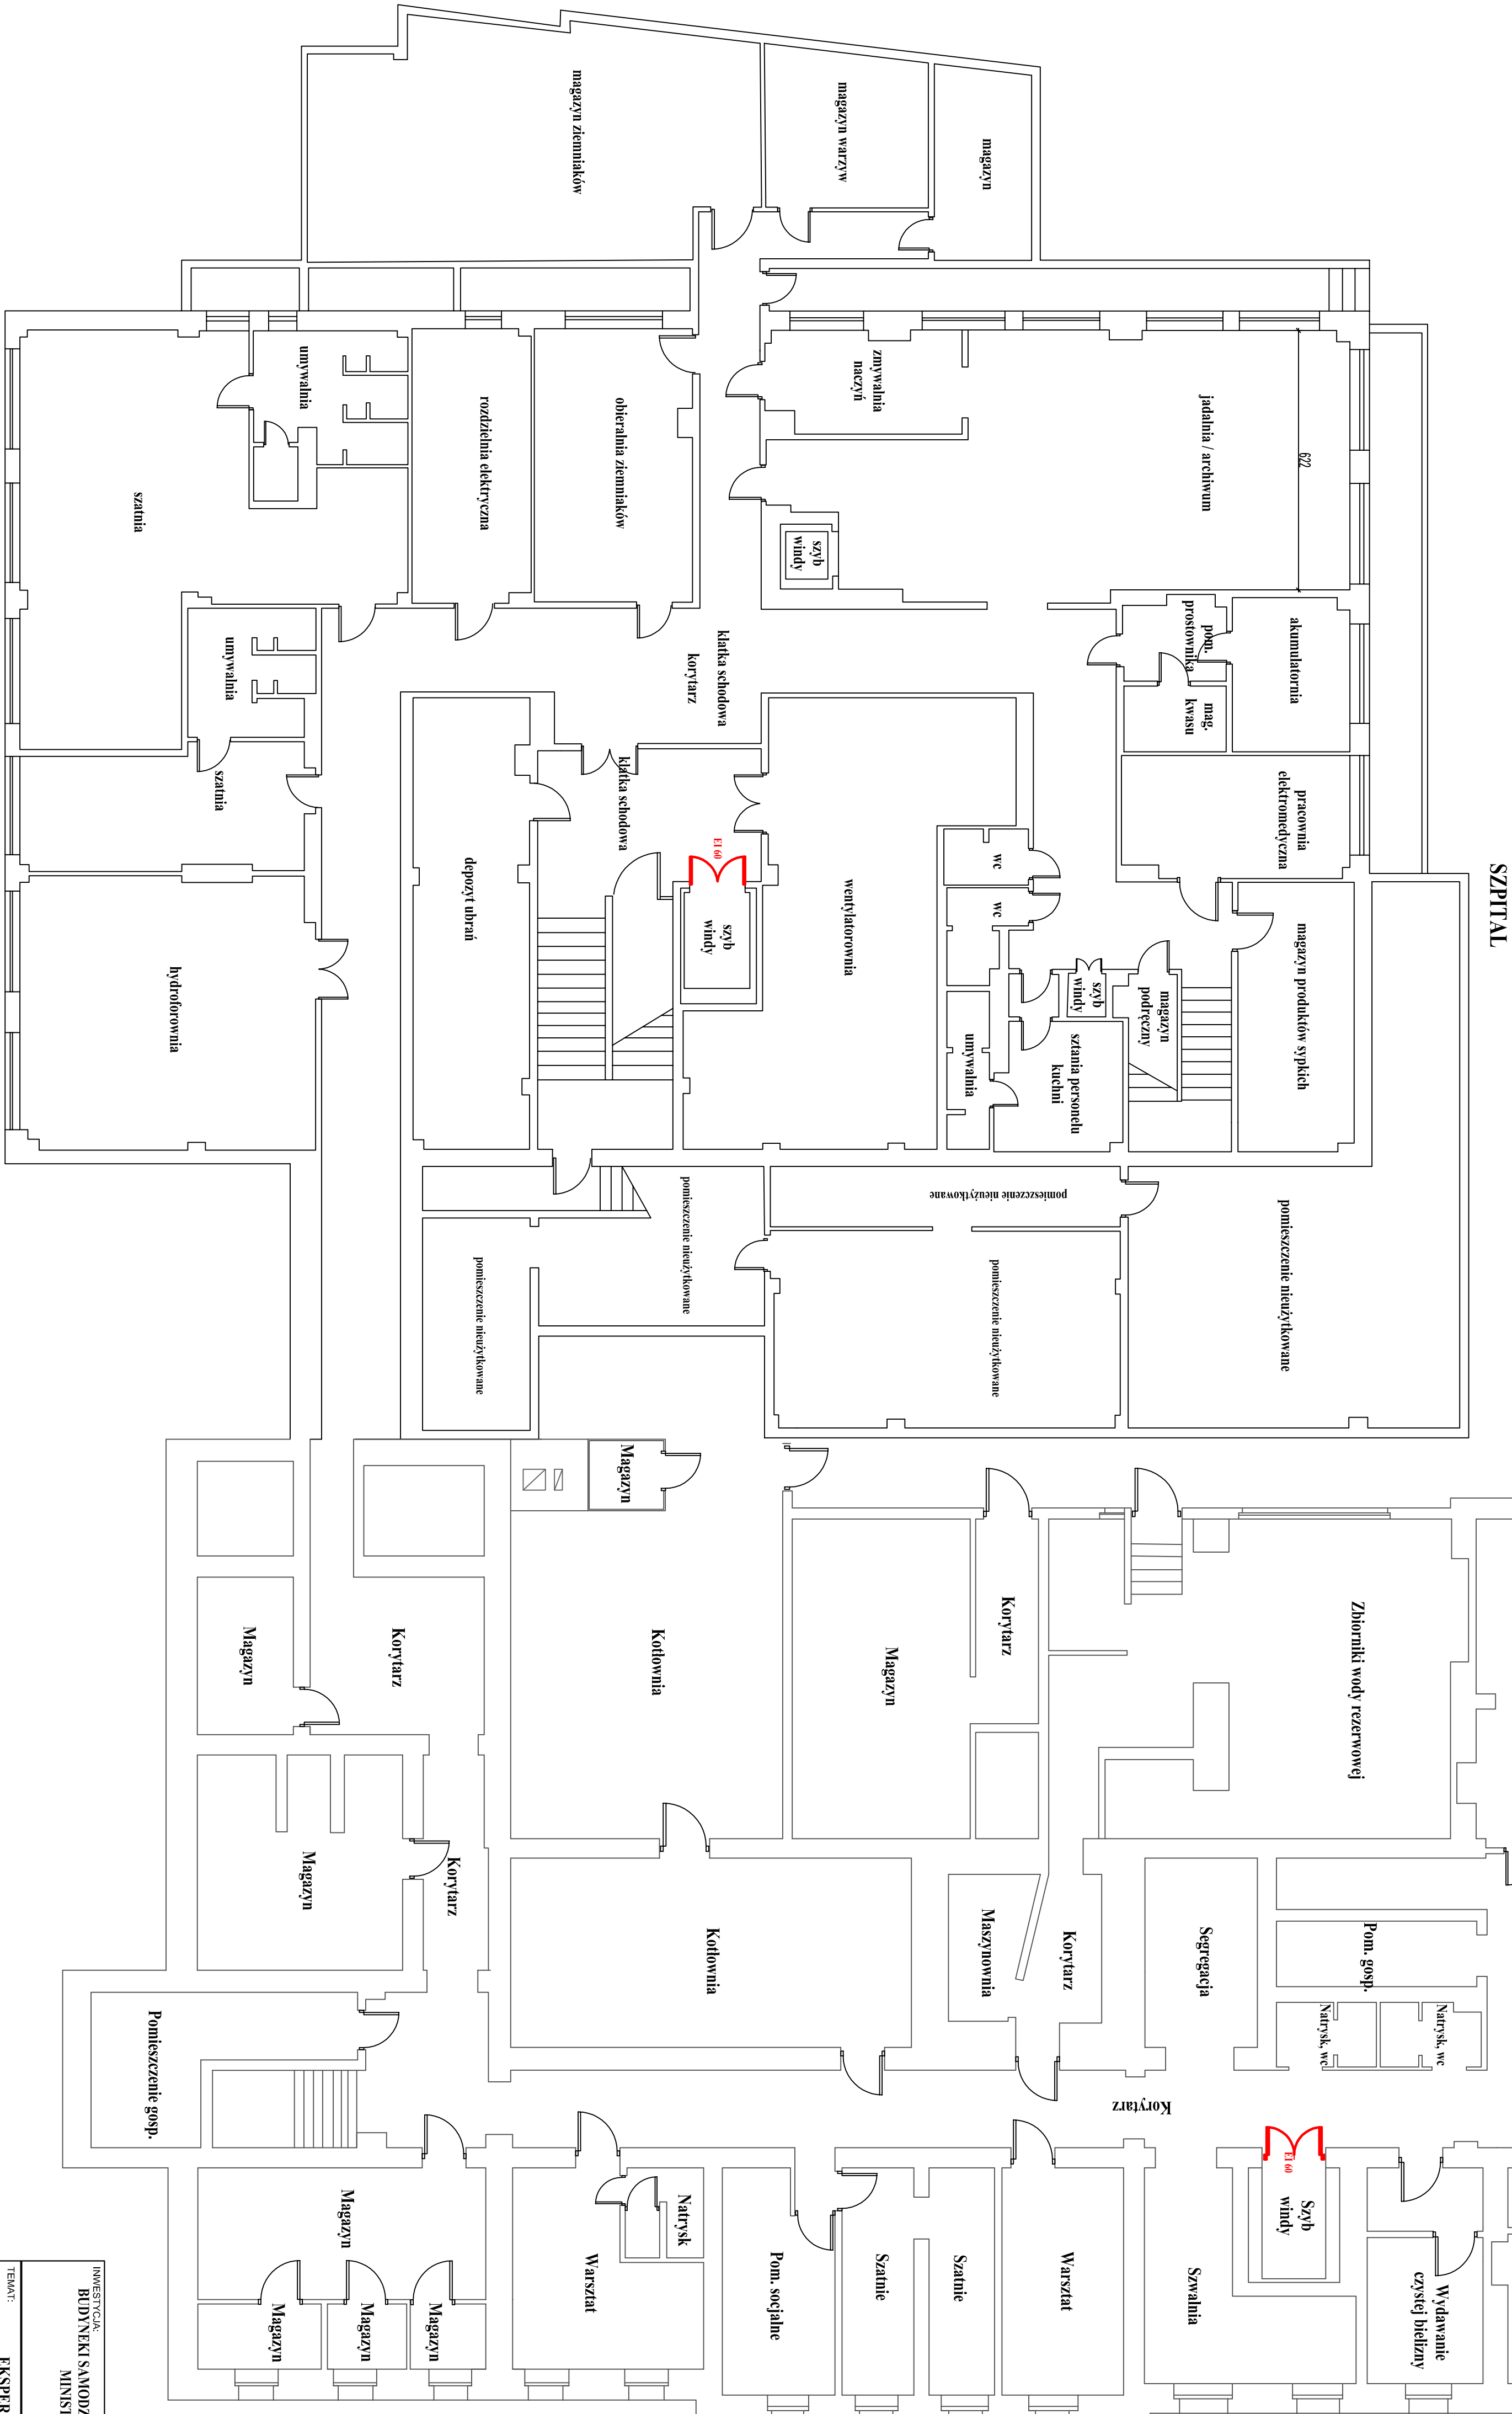 SZPITAL
magazyn ziemniaków
magazyn warzyw
magazyn
umywalnia
rozdzielnia elektryczna
obieralnia ziemniaków
zmywalnia
naczyń
jadalnia / archiwum
622
szatnia
szyb
windy
umywalnia
klatka schodowa
korytarz
pom.
prostownika
akumulatornia
mag.
kwasu
szatnia
klatka schodowa
EI 60
pracownia
elektromedyczna
depozyt ubrań
szyb
windy
wentylatorownia
wc
wc
szyb
windy
magazyn
podręczny
magazyn produktów sypkich
hydroforownia
umywalnia
sztania personelu
kuchni
pomieszczenie nieużytkowane
pomieszczenie nieużytkowane
pomieszczenie nieużytkowane
pomieszczenie nieużytkowane
pomieszczenie nieużytkowane
Magazyn
Magazyn
Korytarz
Kotłownia
Magazyn
Korytarz
Zbiorniki wody rezerwowej
Magazyn
Korytarz
Kotłownia
Maszynownia
Korytarz
Segregacja
Pom. gosp.
Natrysk, wc
Natrysk, wc
Pomieszczenie gosp.
Korytarz
EI 60
Szyb
windy
Magazyn
Natrysk
Warsztat
Pom. socjalne
Szatnie
Szatnie
Warsztat
Szwalnia
Wydawanie
czystej bielizny
Magazyn
Magazyn
Magazyn
INWESTYCJA:
BUDYNEKI SAMODZ
MINIST
TEMAT:
EKSPER